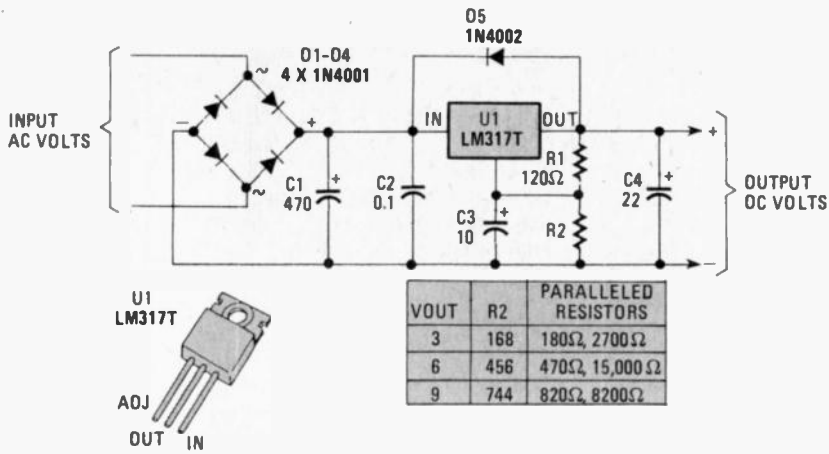 D5
1N4002
D1-D4
4 X 1N4001
INPUT
AC VOLTS
~
–
+
~
IN
U1
LM317T
OUT
R1
120Ω
C1
470
+
C2
0.1
C3
10
+
R2
C4
22
+
+
–
OUTPUT
DC VOLTS
U1
LM317T
ADJ
OUT
IN
VOUT R2 PARALLELED RESISTORS
3 168 180Ω, 2700Ω
6 456 470Ω, 15,000Ω
9 744 820Ω, 8200Ω